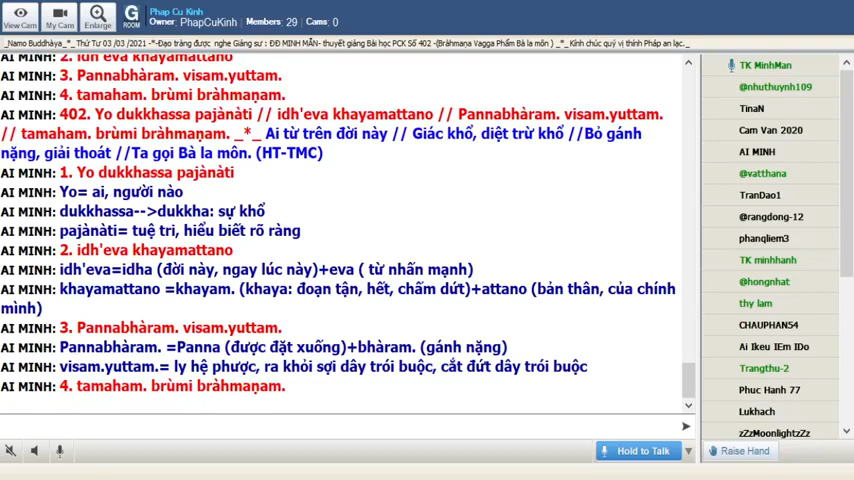 View Cam
My Cam
Enlarge
G
ROOM
Phap Cu Kinh
Owner: PhapCuKinh | Members: 29 | Cams: 0
_Namo Buddhàya_*_ Thứ Tư 03 /03 /2021 -*-Đạo tràng được nghe Giảng sư : ĐĐ MINH MẪN- thuyết giảng Bài học PCK Số 402 -(Bràhmaṇa Vagga Phẩm Bà la môn ) _*_ Kính chúc quý vị thính Pháp an lạc._
AI MINH: 2. idh'eva khayamattano
AI MINH: 3. Pannabhàram. visam.yuttam.
AI MINH: 4. tamaham. brùmi bràhmaṇam.
AI MINH: 402. Yo dukkhassa pajànàti // idh'eva khayamattano // Pannabhàram. visam.yuttam.
// tamaham. brùmi bràhmaṇam. _*_ Ai từ trên đời này // Giác khổ, diệt trừ khổ //Bỏ gánh
nặng, giải thoát //Ta gọi Bà la môn. (HT-TMC)
AI MINH: 1. Yo dukkhassa pajànàti
AI MINH: Yo= ai, người nào
AI MINH: dukkhassa-->dukkha: sự khổ
AI MINH: pajànàti= tuệ tri, hiểu biết rõ ràng
AI MINH: 2. idh'eva khayamattano
AI MINH: idh'eva=idha (đời này, ngay lúc này)+eva ( từ nhấn mạnh)
AI MINH: khayamattano =khayam. (khaya: đoạn tận, hết, chấm dứt)+attano (bản thân, của chính
mình)
AI MINH: 3. Pannabhàram. visam.yuttam.
AI MINH: Pannabhàram. =Panna (được đặt xuống)+bhàram. (gánh nặng)
AI MINH: visam.yuttam.= ly hệ phược, ra khỏi sợi dây trói buộc, cắt đứt dây trói buộc
AI MINH: 4. tamaham. brùmi bràhmaṇam.
TK MinhMan
@nhuthuynh109
TinaN
Cam Van 2020
AI MINH
@vatthana
TranDao1
@rangdong-12
phanqliem3
TK minhhanh
@hongnhat
thy lam
CHAUPHAN54
Ai Ikeu IEm IDo
Trangthu-2
Phuc Hanh 77
Lukhach
zZzMoonlightzZz
Hold to Talk
Raise Hand